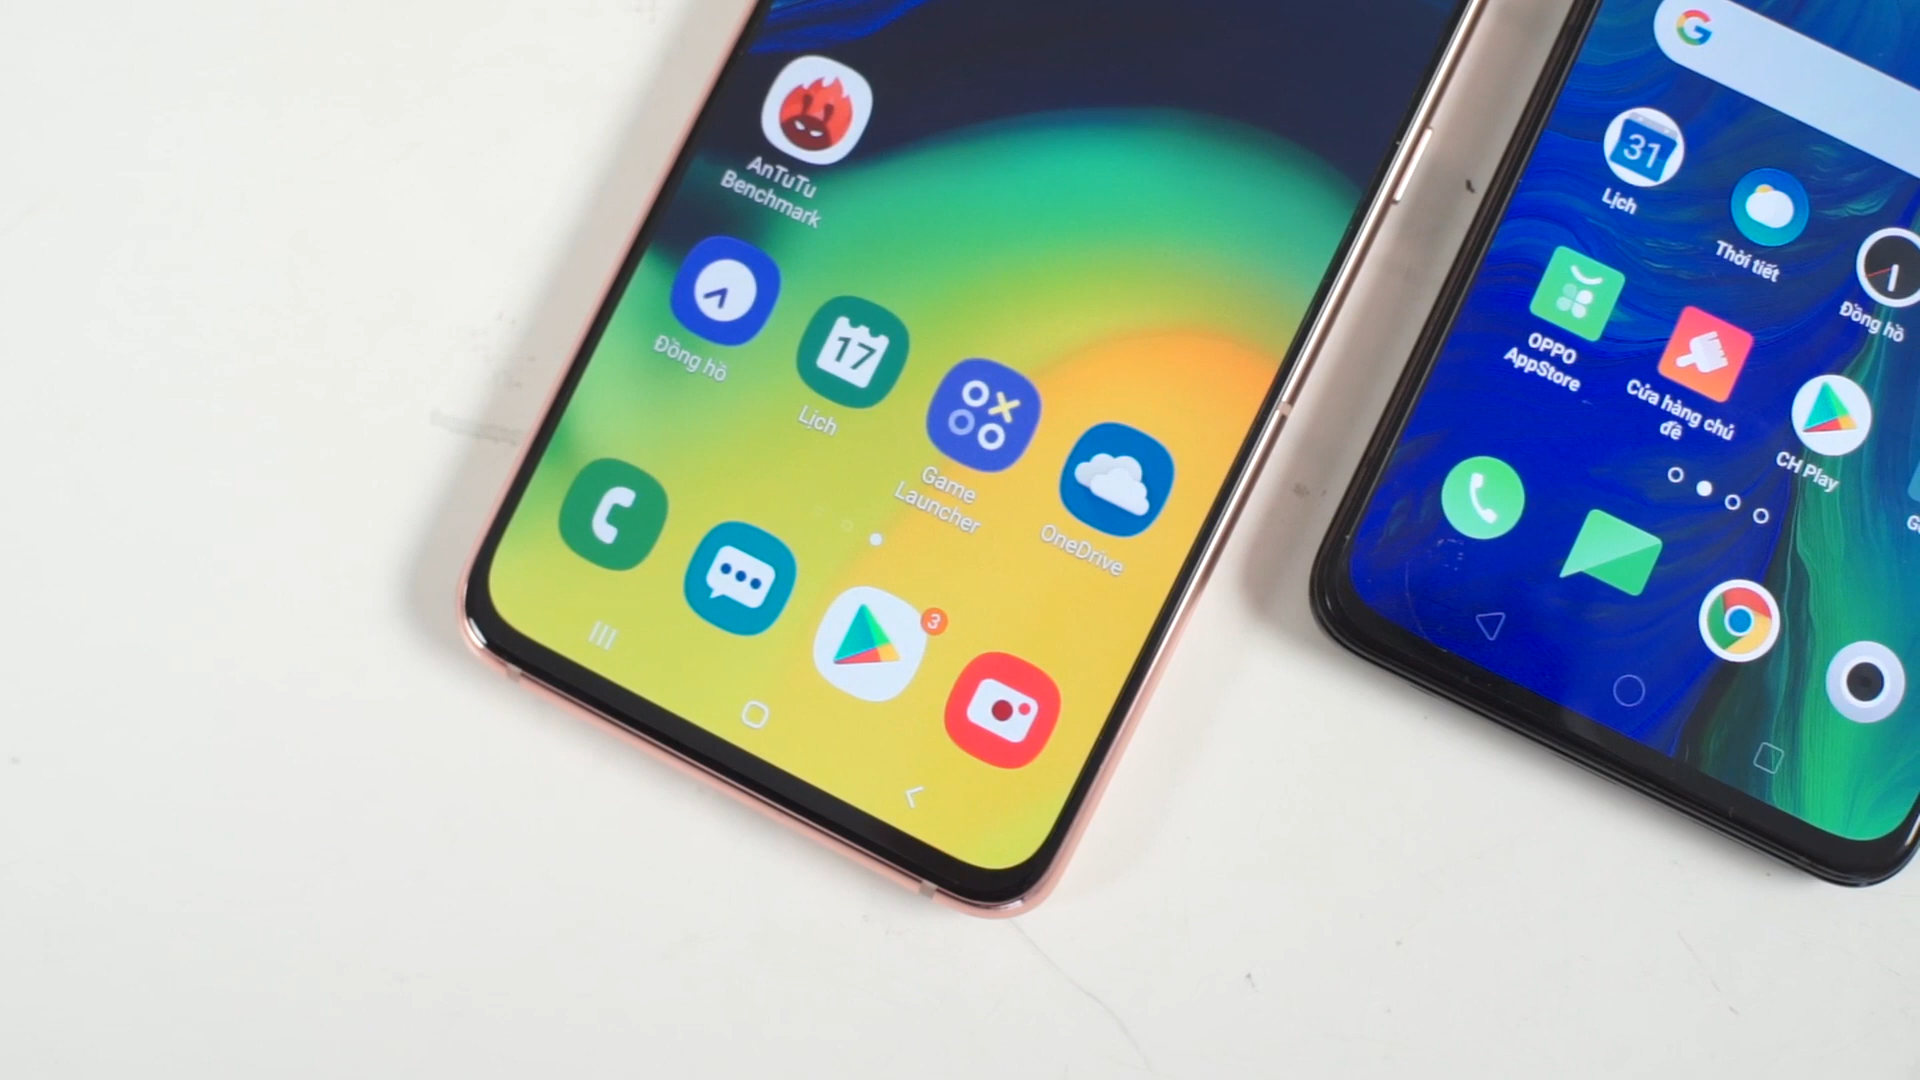 AnTuTu
Benchmark
Đồng hồ
17
Lịch
Game
Launcher
OneDrive
3
G
31
Lịch
Thời tiết
Đồng hồ
OPPO
AppStore
Cửa hàng chủ
đề
CH Play